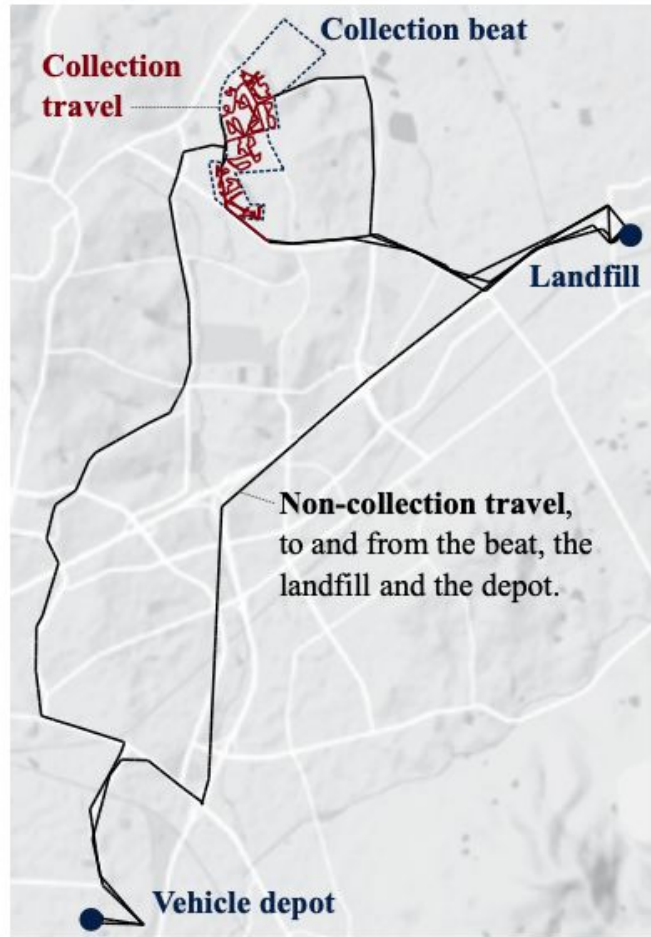 Collection beat
Collection
travel
Landfill
Non-collection travel,
to and from the beat, the
landfill and the depot.
Vehicle depot